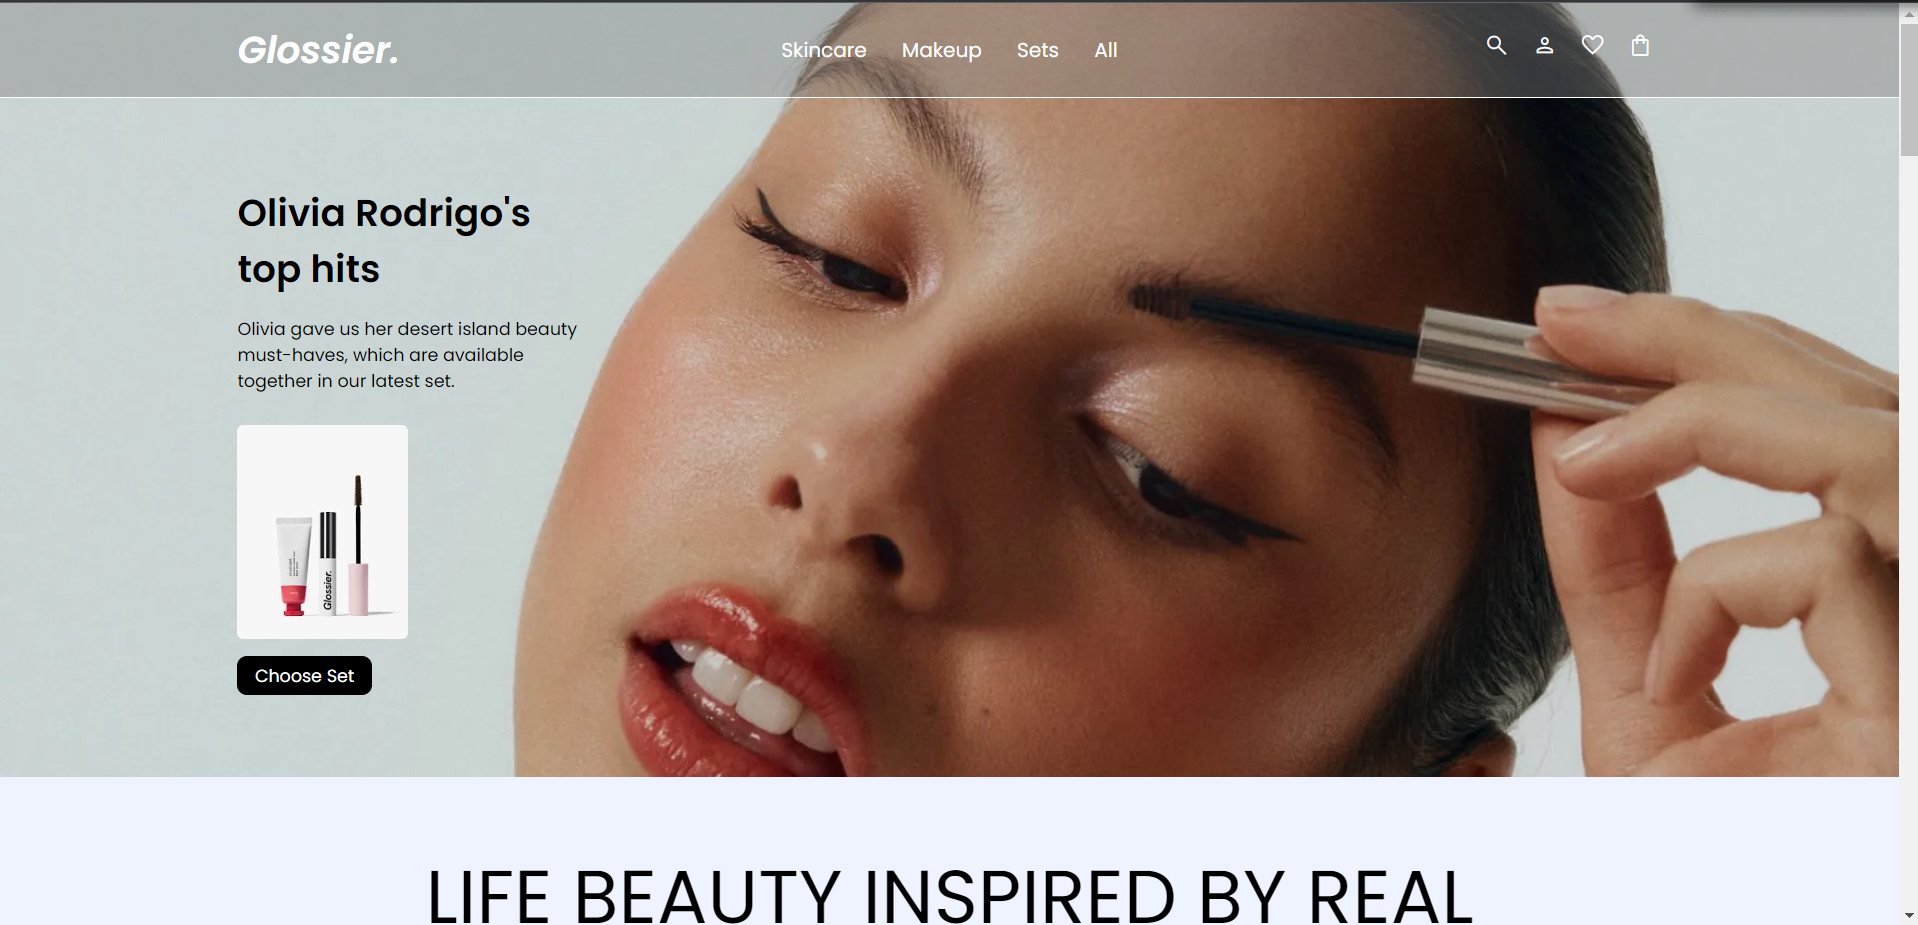 Glossier.
Skincare Makeup Sets All
Olivia Rodrigo's
top hits
Olivia gave us her desert island beauty
must-haves, which are available
together in our latest set.
Glossier.
Choose Set
LIFE BEAUTY INSPIRED BY REAL